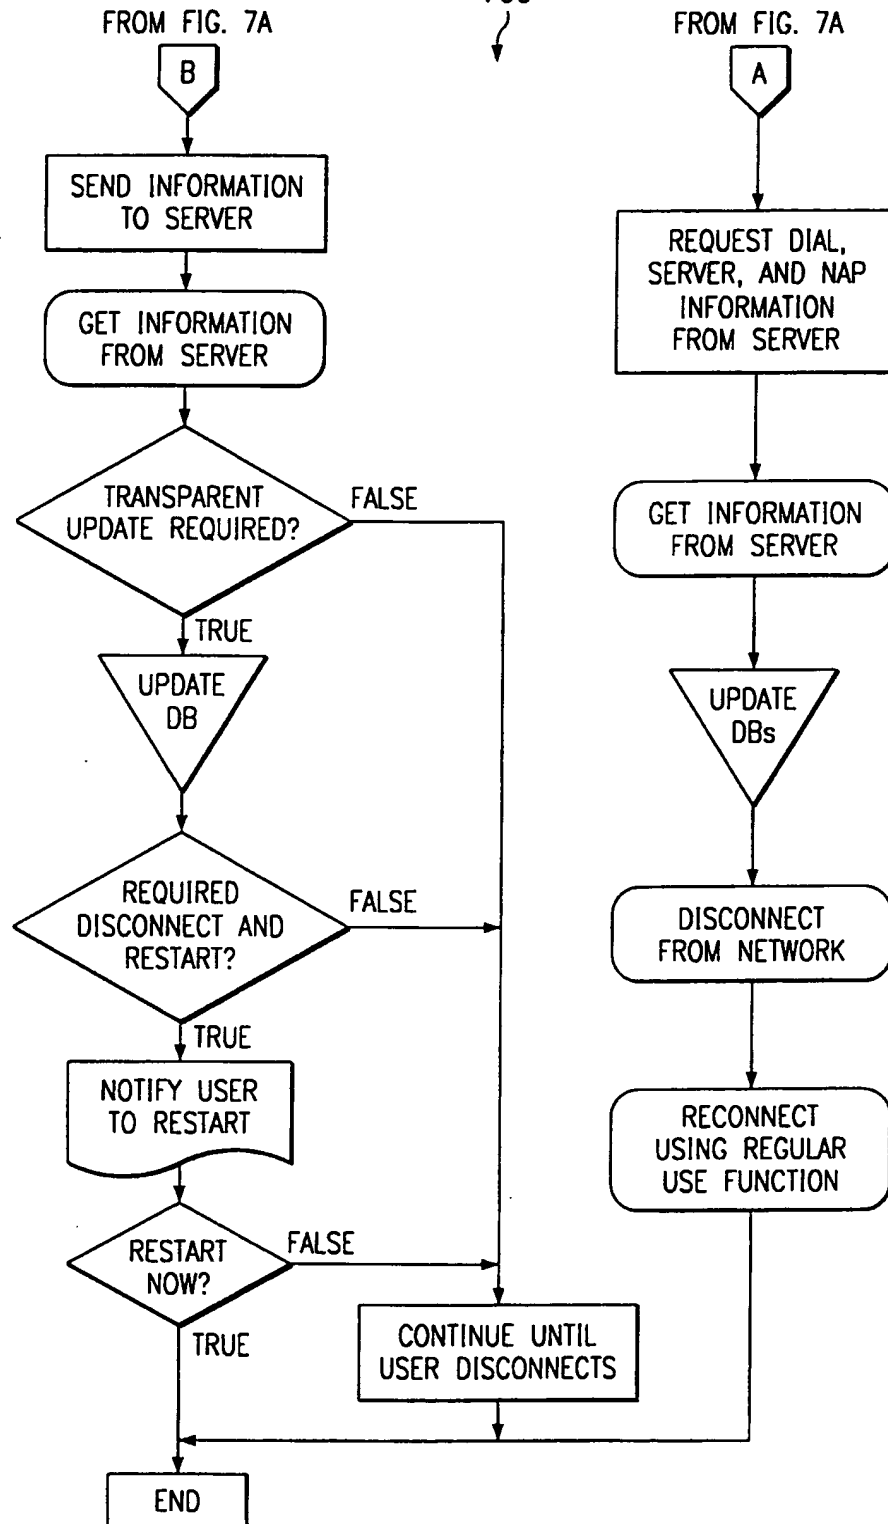 FROM FIG. 7A
B
SEND INFORMATION
TO SERVER
GET INFORMATION
FROM SERVER
TRANSPARENT
UPDATE REQUIRED?
FALSE
TRUE
UPDATE
DB
REQUIRED
DISCONNECT AND
RESTART?
FALSE
TRUE
NOTIFY USER
TO RESTART
RESTART
NOW?
FALSE
TRUE
CONTINUE UNTIL
USER DISCONNECTS
END
FROM FIG. 7A
A
REQUEST DIAL,
SERVER, AND NAP
INFORMATION
FROM SERVER
GET INFORMATION
FROM SERVER
UPDATE
DBs
DISCONNECT
FROM NETWORK
RECONNECT
USING REGULAR
USE FUNCTION